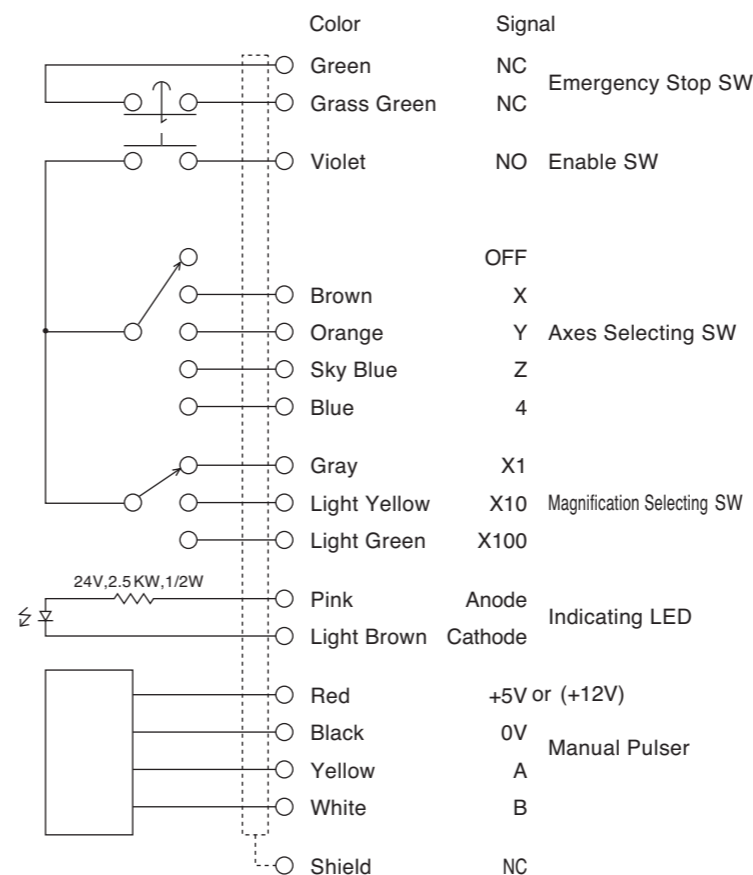 Color Signal
Green NC
Emergency Stop SW
Grass Green NC
Violet NO Enable SW
OFF
Brown X
Orange Y Axes Selecting SW
Sky Blue Z
Blue 4
Gray X1
Light Yellow X10 Magnification Selecting SW
Light Green X100
24V,2.5KW,1/2W
Pink Anode
Indicating LED
Light Brown Cathode
Red +5V or (+12V)
Black 0V
Manual Pulser
Yellow A
White B
Shield NC